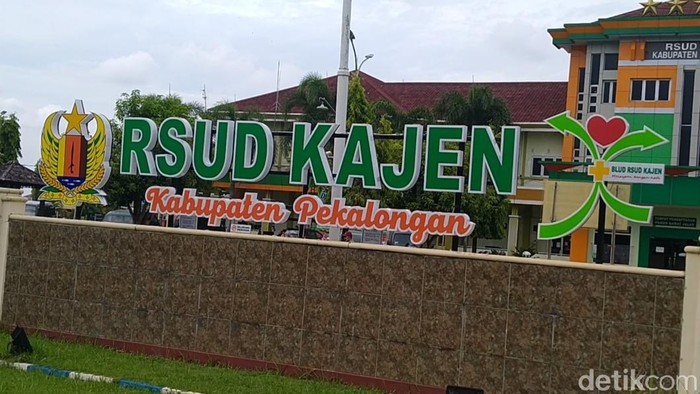 RSUD
KABUPATEN
RSUD KAJEN
Kabupaten Pekalongan
BLUD RSUD KAJEN
detikcom